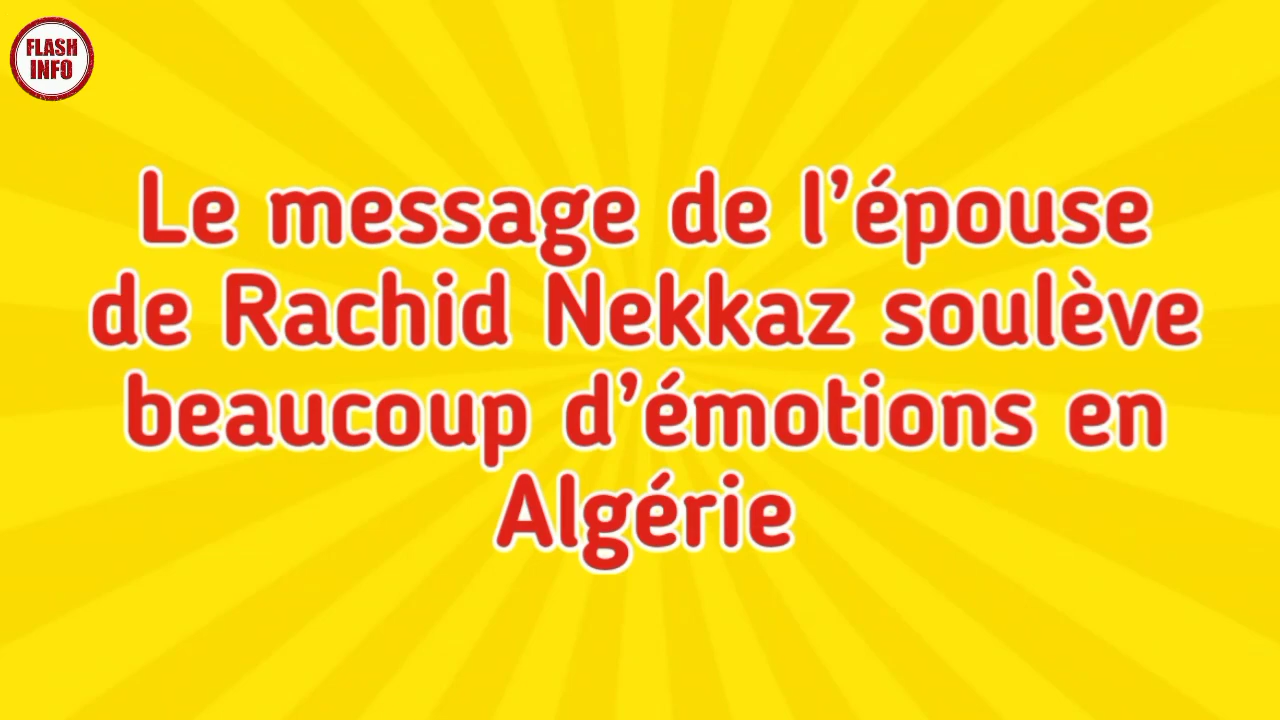 FLASH
INFO
Le message de l’épouse
de Rachid Nekkaz soulève
beaucoup d’émotions en
Algérie